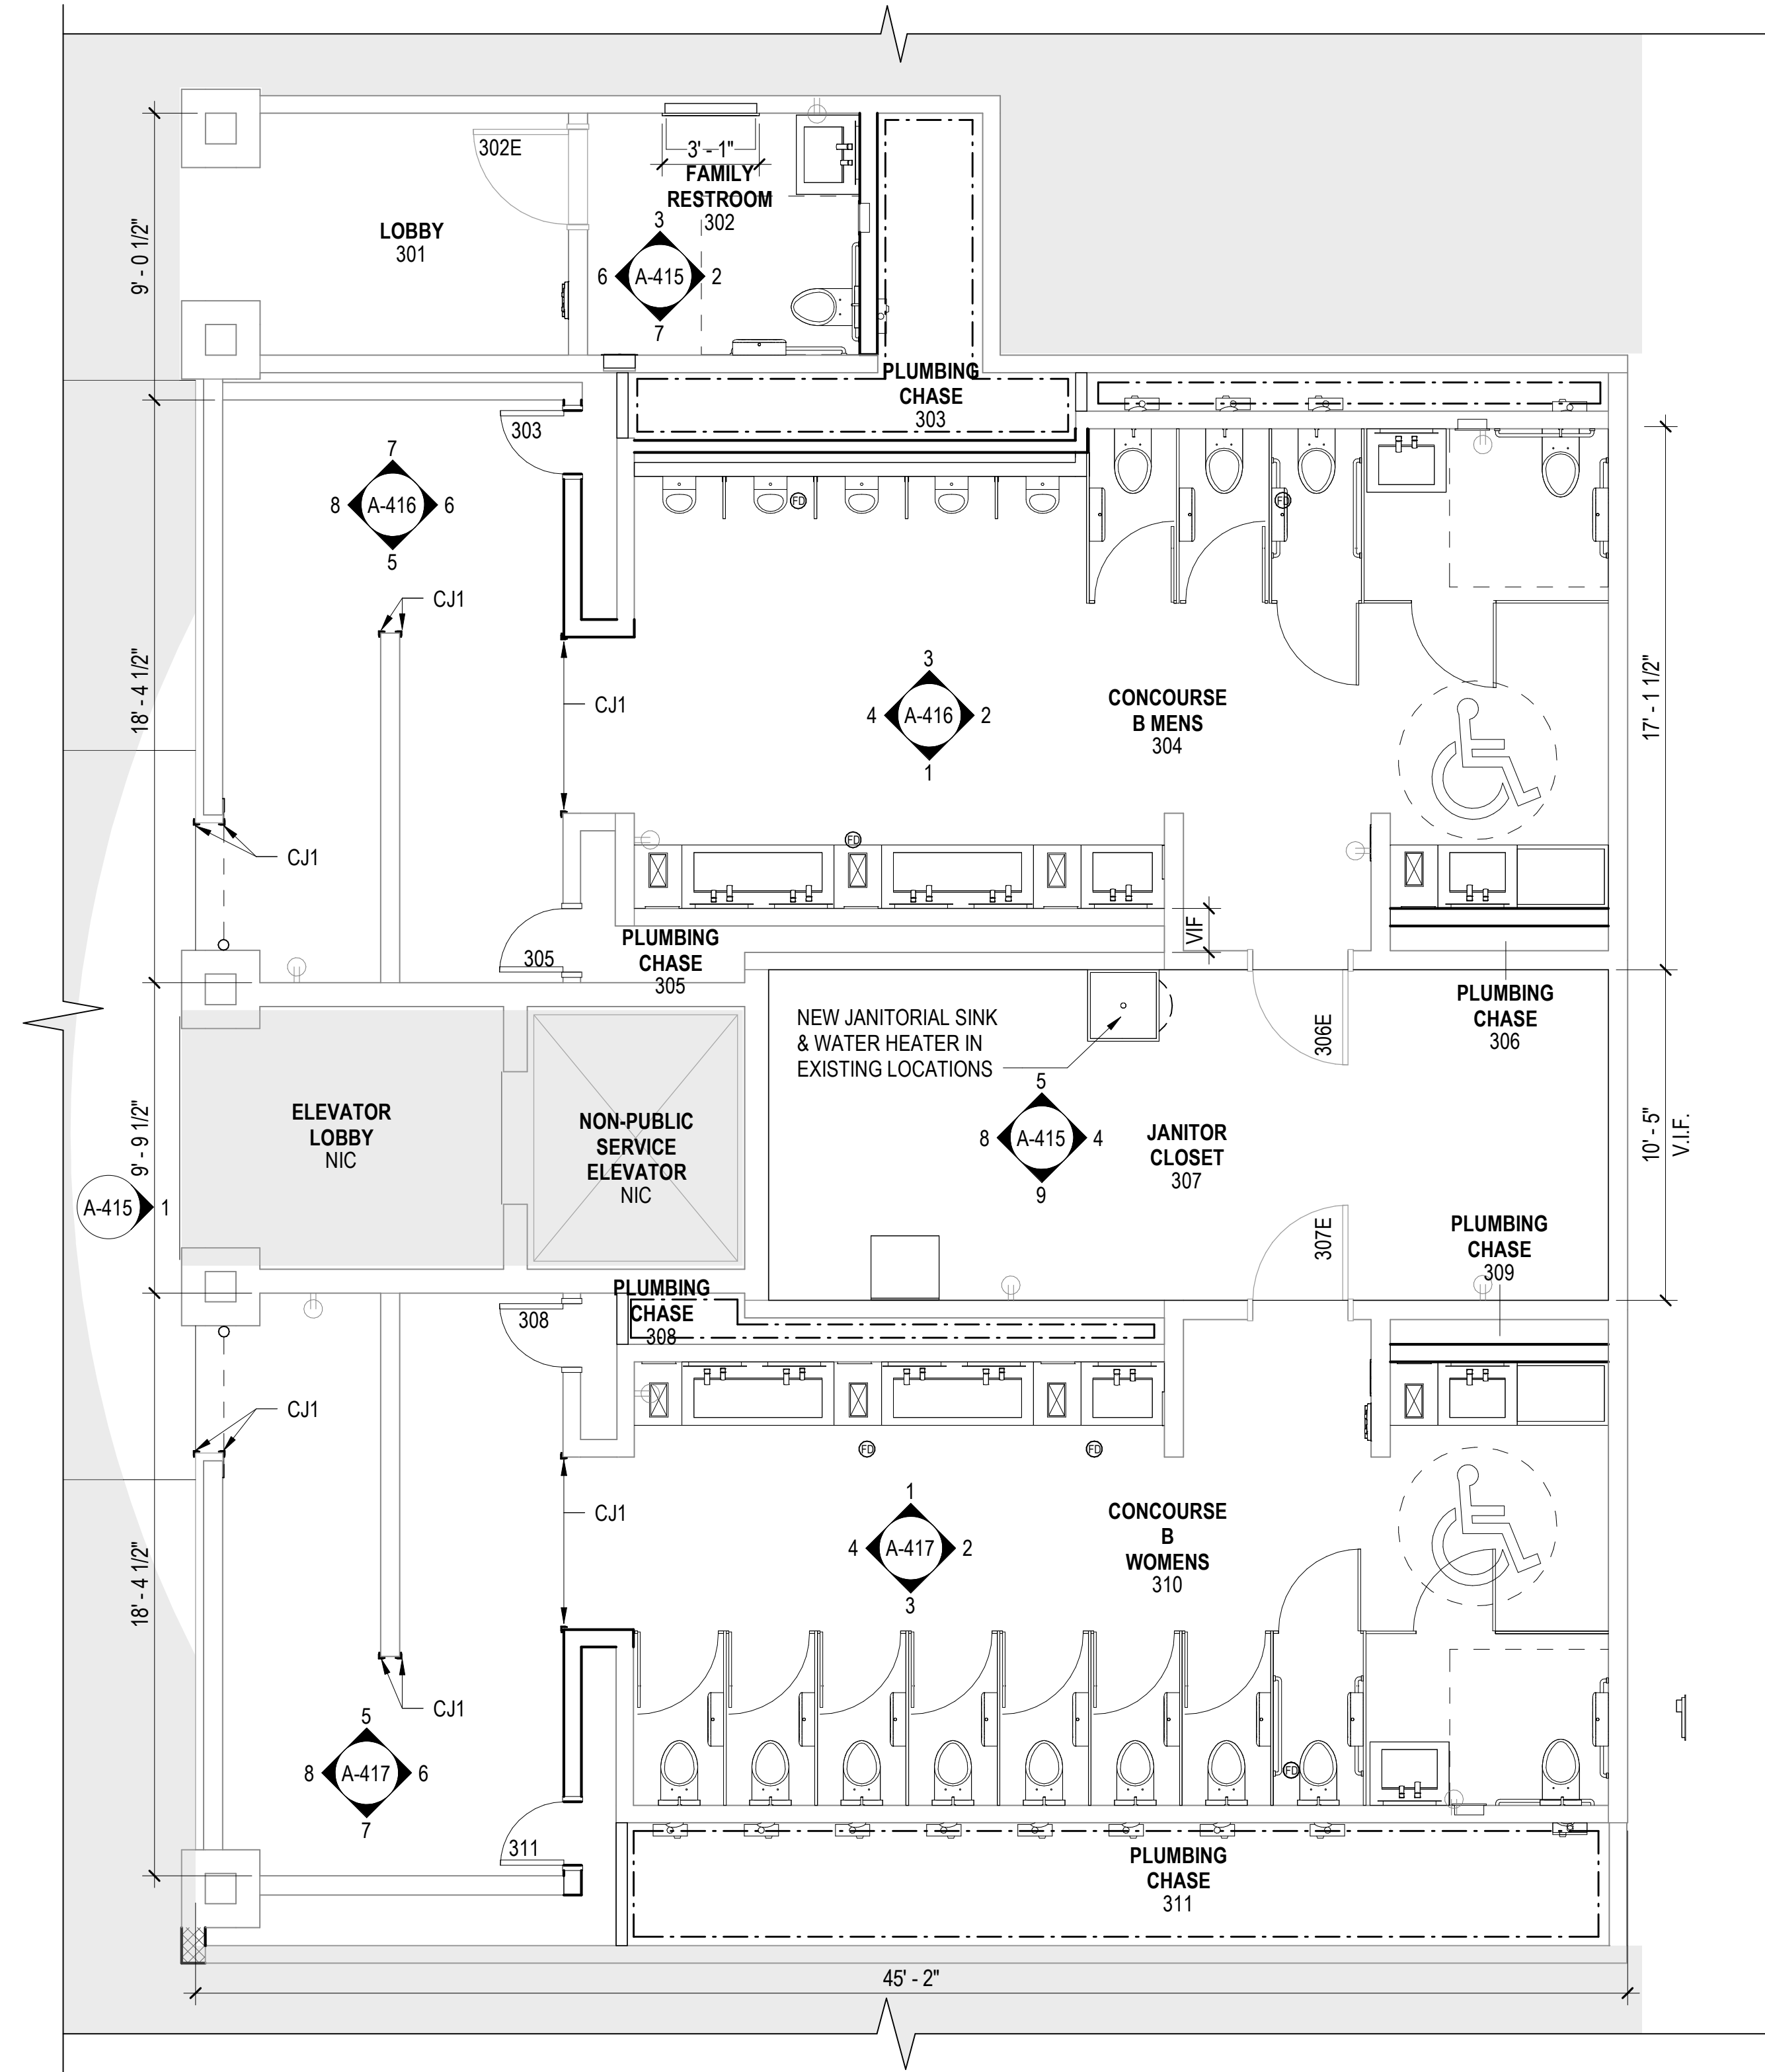 302E
3' - 1"
FAMILY
RESTROOM
302
LOBBY
301
9' - 0 1/2"
3
6 A-415 2
7
PLUMBING
CHASE
303
303
7
8 A-416 6
5
FD
FD
CJ1
18' - 4 1/2"
17' - 1 1/2"
CJ1
3
4 A-416 2
1
CONCOURSE
B MENS
304
CJ1
FD
VIF
PLUMBING
CHASE
305
305
NEW JANITORIAL SINK
& WATER HEATER IN
EXISTING LOCATIONS
306E
PLUMBING
CHASE
306
ELEVATOR
LOBBY
NIC
NON-PUBLIC
SERVICE
ELEVATOR
NIC
5
8 A-415 4
9
JANITOR
CLOSET
307
9' - 9 1/2"
10' - 5"
V.I.F.
A-415 1
307E
PLUMBING
CHASE
309
PLUMBING
CHASE
308
308
CJ1
FD
FD
CJ1
1
4 A-417 2
3
CONCOURSE
B
WOMENS
310
18' - 4 1/2"
CJ1
5
8 A-417 6
7
FD
311
PLUMBING
CHASE
311
45' - 2"